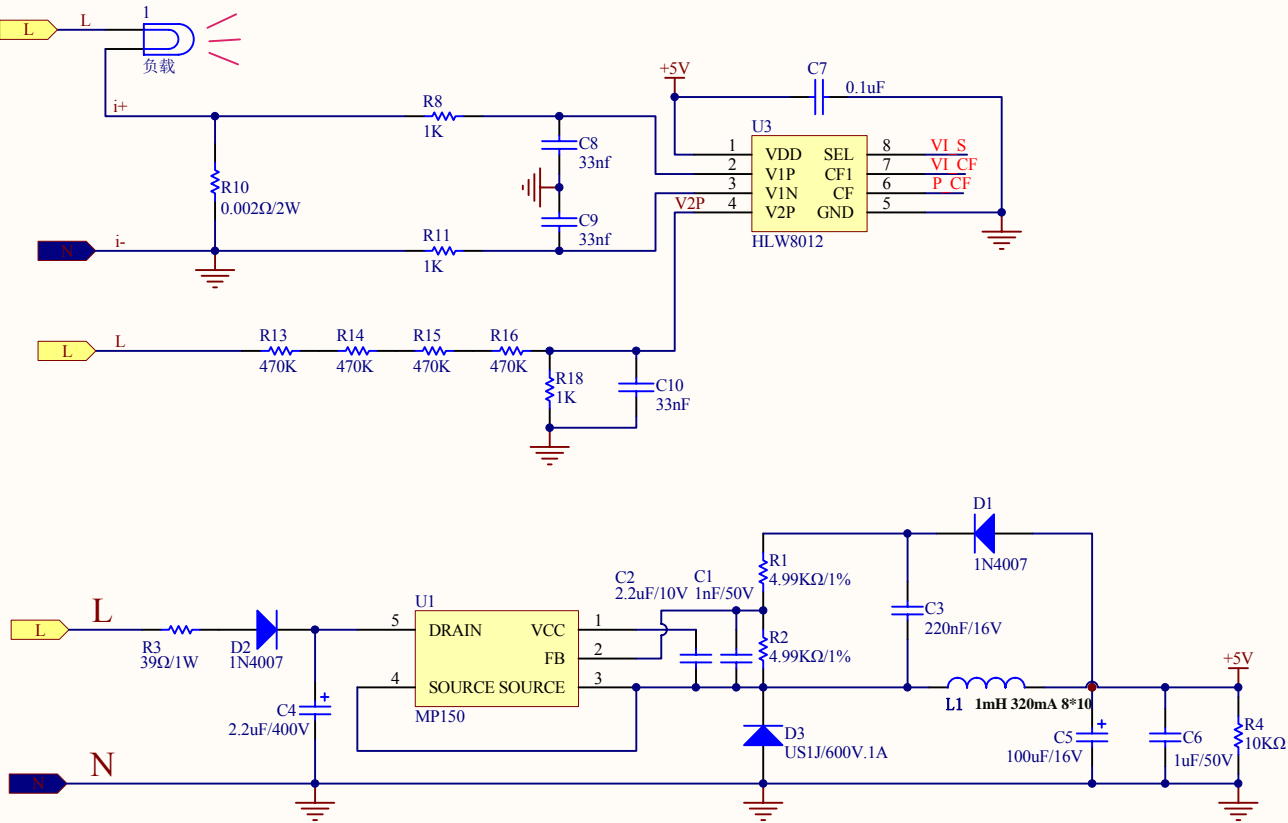 1
L
L
负载
i+
R8
1K
C8
33nf
R10
0.002Ω/2W
C9
33nf
i-
N
R11
1K
+5V
C7
0.1uF
U3
1 VDD SEL 8 VI_S
2 V1P CF1 7 VI_CF
3 V1N CF 6 P_CF
V2P 4 V2P GND 5
HLW8012
L
L
R13
470K
R14
470K
R15
470K
R16
470K
R18
1K
C10
33nF
D1
1N4007
R1
4.99KΩ/1%
C2
2.2uF/10V
C1
1nF/50V
C3
220nF/16V
L
L
R3
39Ω/1W
D2
1N4007
U1
5 DRAIN VCC 1
FB 2
4 SOURCE SOURCE 3
MP150
R2
4.99KΩ/1%
C4
2.2uF/400V
+
L1 1mH 320mA 8*10
+5V
D3
US1J/600V.1A
+
C5
100uF/16V
C6
1uF/50V
R4
10KΩ
N
N